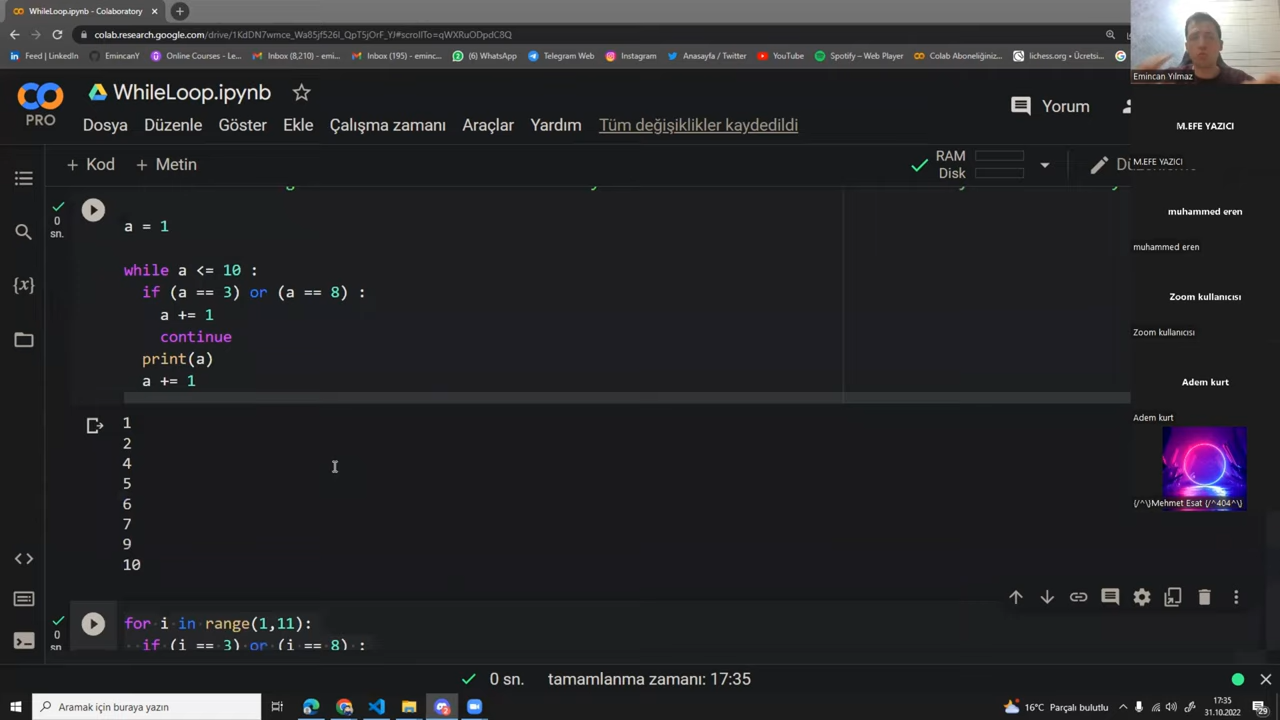 WhileLoop.ipynb - Colaboratory
colab.research.google.com/drive/1KdDN7wmce_Wa85jf526I_QpT5jOrF_YJ#scrollTo=qWXRuODpdC8Q
Feed | LinkedIn
EmincanY
Online Courses - Le...
Inbox (8,210) - emi...
Inbox (195) - eminc...
(6) WhatsApp
Telegram Web
Instagram
Anasayfa / Twitter
YouTube
Spotify – Web Player
Colab Aboneliğiniz...
lichess.org • Ücretsi...
Emincan Yılmaz
PRO
WhileLoop.ipynb
Yorum
Dosya Düzenle Göster Ekle Çalışma zamanı Araçlar Yardım Tüm değişiklikler kaydedildi
+ Kod + Metin
RAM
Disk
M.EFE YAZICI
M.EFE YAZICI
muhammed eren
muhammed eren
Zoom kullanıcısı
Zoom kullanıcısı
Adem kurt
Adem kurt
{/^\}Mehmet Esat {/^404^\}
0
sn.
a = 1
while a <= 10 :
if (a == 3) or (a == 8) :
a += 1
continue
print(a)
a += 1
1
2
4
5
6
7
9
10
0
sn
for i in range(1,11):
if (i == 3) or (i == 8) :
0 sn. tamamlanma zamanı: 17:35
Aramak için buraya yazın
16°C Parçalı bulutlu
17:35
31.10.2022
29